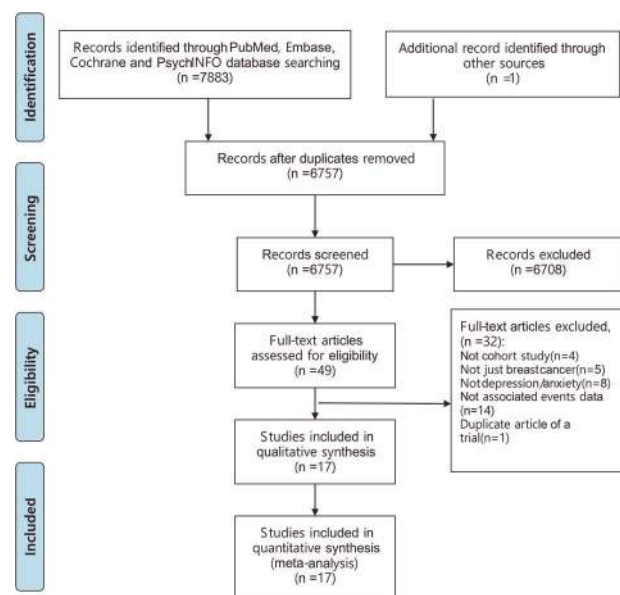 Identification
Records identified through PubMed, Embase,
Cochrane and PsychINFO database searching
(n =7883)
Additional record identified through
other sources
(n =1)
Records after duplicates removed
(n =6757)
Screening
Records screened
(n =6757)
Records excluded
(n =6708)
Eligibility
Full-text articles
assessed for eligibility
(n =49)
Full-text articles excluded,
(n =32):
Not cohort study(n=4)
Not just breastcancer(n=5)
Notdepression/anxiety(n=8)
Not associated events data
(n=14)
Duplicate article of a
trial(n=1)
Studies included in
qualitative synthesis
(n =17)
Included
Studies included in
quantitative synthesis
(meta-analysis)
(n =17)